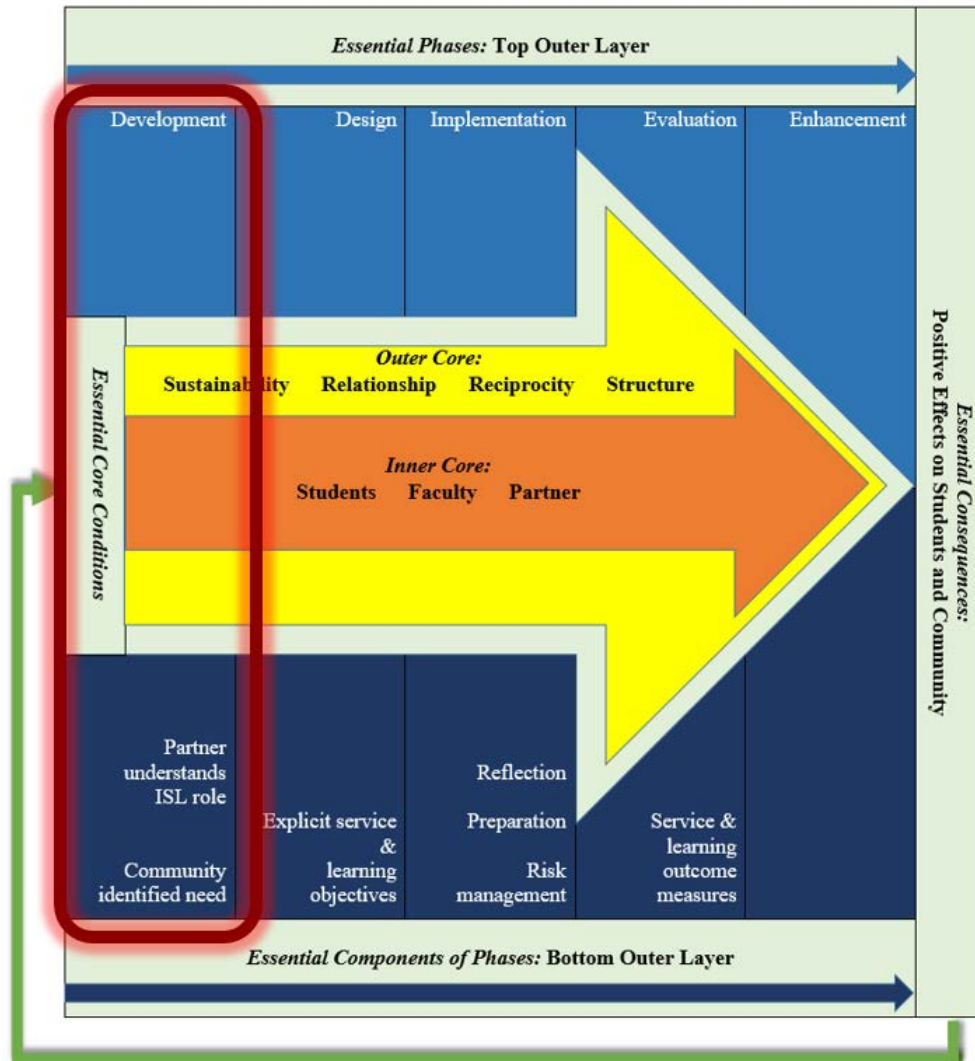 Essential Phases: Top Outer Layer
Development
Design
Implementation
Evaluation
Enhancement
Essential Core Conditions
Outer Core:
Sustainability Relationship Reciprocity Structure
Inner Core:
Students Faculty Partner
Partner
understands
ISL role
Community
identified need
Explicit service
&
learning
objectives
Reflection
Preparation
Risk
management
Service &
learning
outcome
measures
Essential Consequences:
Positive Effects on Students and Community
Essential Components of Phases: Bottom Outer Layer